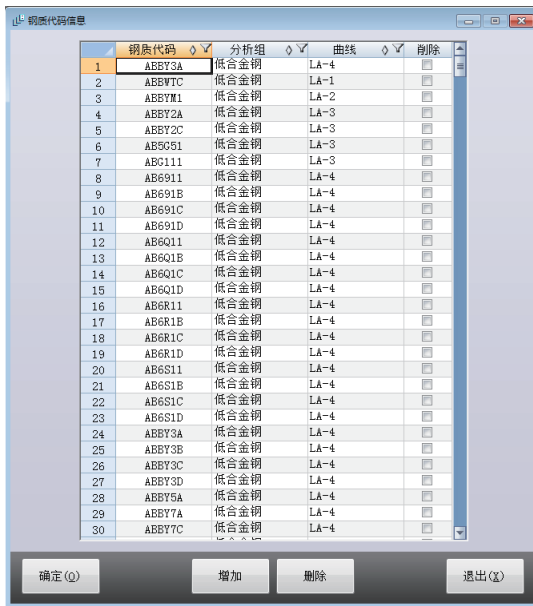 钢质代码信息
钢质代码 分析组 曲线 删除
1 ABBY3A 低合金钢 LA-4
2 ABBWTC 低合金钢 LA-1
3 ABBYM1 低合金钢 LA-2
4 ABBY2A 低合金钢 LA-3
5 ABBY2C 低合金钢 LA-3
6 AB5G51 低合金钢 LA-3
7 ABG111 低合金钢 LA-3
8 AB6911 低合金钢 LA-4
9 AB691B 低合金钢 LA-4
10 AB691C 低合金钢 LA-4
11 AB691D 低合金钢 LA-4
12 AB6Q11 低合金钢 LA-4
13 AB6Q1B 低合金钢 LA-4
14 AB6Q1C 低合金钢 LA-4
15 AB6Q1D 低合金钢 LA-4
16 AB6R11 低合金钢 LA-4
17 AB6R1B 低合金钢 LA-4
18 AB6R1C 低合金钢 LA-4
19 AB6R1D 低合金钢 LA-4
20 AB6S11 低合金钢 LA-4
21 AB6S1B 低合金钢 LA-4
22 AB6S1C 低合金钢 LA-4
23 AB6S1D 低合金钢 LA-4
24 ABBY3A 低合金钢 LA-4
25 ABBY3B 低合金钢 LA-4
26 ABBY3C 低合金钢 LA-4
27 ABBY3D 低合金钢 LA-4
28 ABBY5A 低合金钢 LA-4
29 ABBY7A 低合金钢 LA-4
30 ABBY7C 低合金钢 LA-4
确定(O) 增加 删除 退出(X)